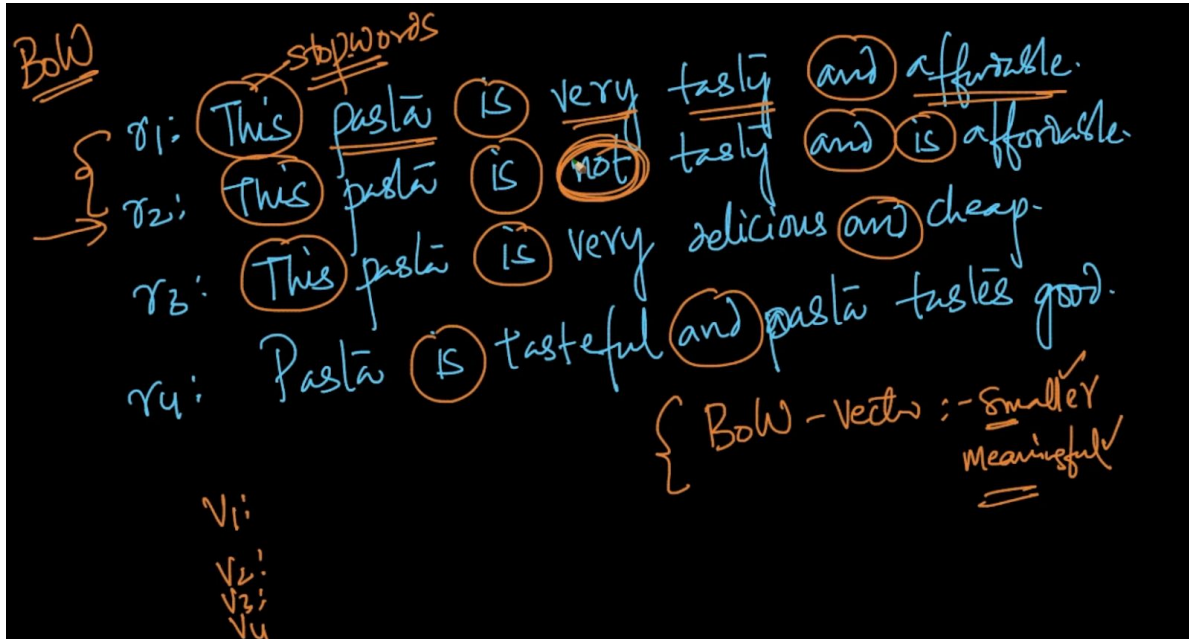 BoW
stopwords
r1: This pasta is very tasty and affordable.
r2: This pasta is not tasty and is affordable.
r3: This pasta is very delicious and cheap.
r4: Pasta is tasteful and pasta tastes good.
{ BoW - vector :- smaller ✓
meaningful ✓
v1:
v2:
v3:
v4